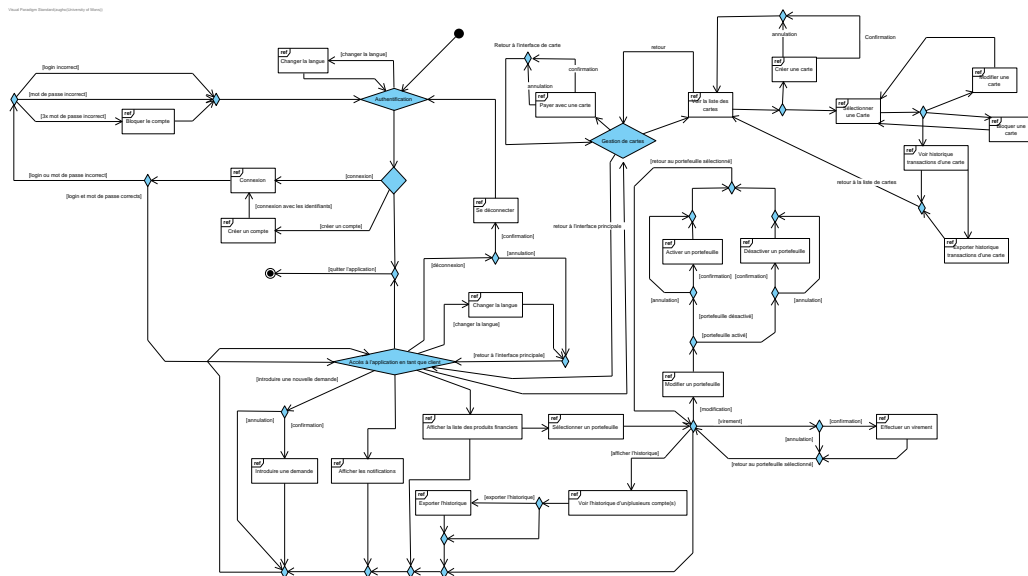 Visual Paradigm Standard(sophie(University of Mons))
ref
Changer la langue
[changer la langue]
[login incorrect]
[mot de passe incorrect]
[3x mot de passe incorrect]
ref
Bloquer le compte
Authentification
[login ou mot de passe incorrect]
[login et mot de passe corrects]
ref
Connexion
[connexion]
[connexion avec les identifiants]
ref
Créer un compte
[créer un compte]
[quitter l'application]
ref
Se déconnecter
[confirmation]
[déconnexion]
[annulation]
ref
Changer la langue
[changer la langue]
[retour à l'interface principale]
Accès à l'application en tant que client
Retour à l'interface de carte
confirmation
annulation
ref
Payer avec une carte
Gestion de cartes
retour
retour à l'interface principale
ref
Voir la liste des
cartes
annulation
Confirmation
ref
Créer une carte
ref
Sélectionner
une Carte
ref
Modifier une
carte
ref
Bloquer une
carte
ref
Voir historique
transactions d'une carte
retour à la liste de cartes
ref
Exporter historique
transactions d'une carte
[retour au portefeuille sélectionné]
ref
Activer un portefeuille
ref
Désactiver un portefeuille
[confirmation]
[confirmation]
[annulation]
[annulation]
[portefeuille désactivé]
[portefeuille activé]
ref
Modifier un portefeuille
[modification]
[introduire une nouvelle demande]
[annulation]
[confirmation]
ref
Introduire une demande
ref
Afficher les notifications
ref
Afficher la liste des produits financiers
ref
Sélectionner un portefeuille
[virement]
[confirmation]
[annulation]
ref
Effectuer un virement
[retour au portefeuille sélectionné]
[afficher l'historique]
ref
Exporter l'historique
[exporter l'historique]
ref
Voir l'historique d'un/plusieurs compte(s)